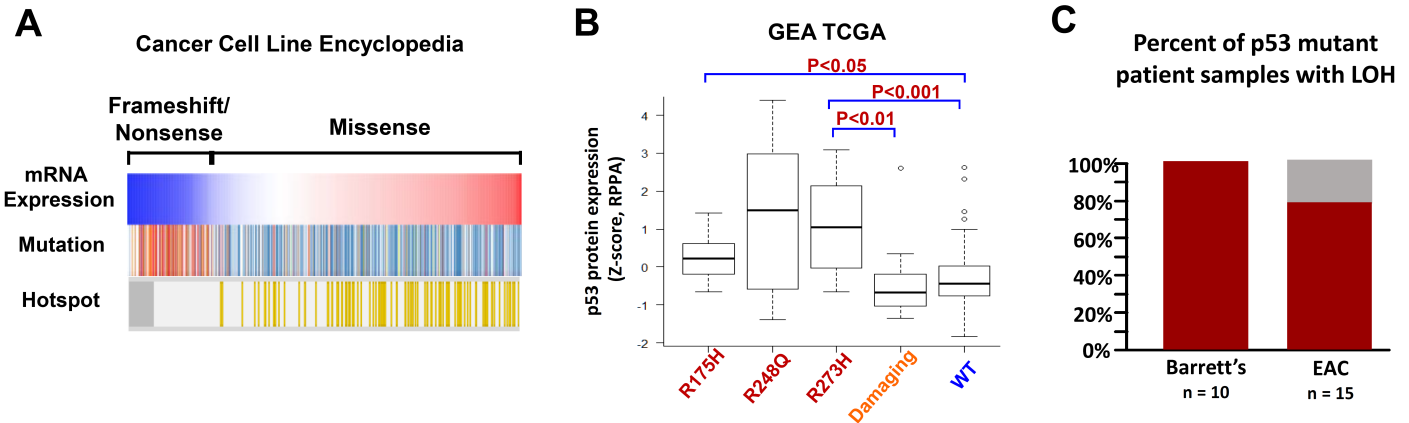 A
Cancer Cell Line Encyclopedia
Frameshift/
Nonsense
Missense
mRNA
Expression
Mutation
Hotspot
B
GEA TCGA
P<0.05
P<0.001
P<0.01
p53 protein expression
(Z-score, RPPA)
4
3
2
1
0
-1
-2
R175H
R248Q
R273H
Damaging
WT
C
Percent of p53 mutant
patient samples with LOH
100%
80%
60%
40%
20%
0%
Barrett's
n = 10
EAC
n = 15